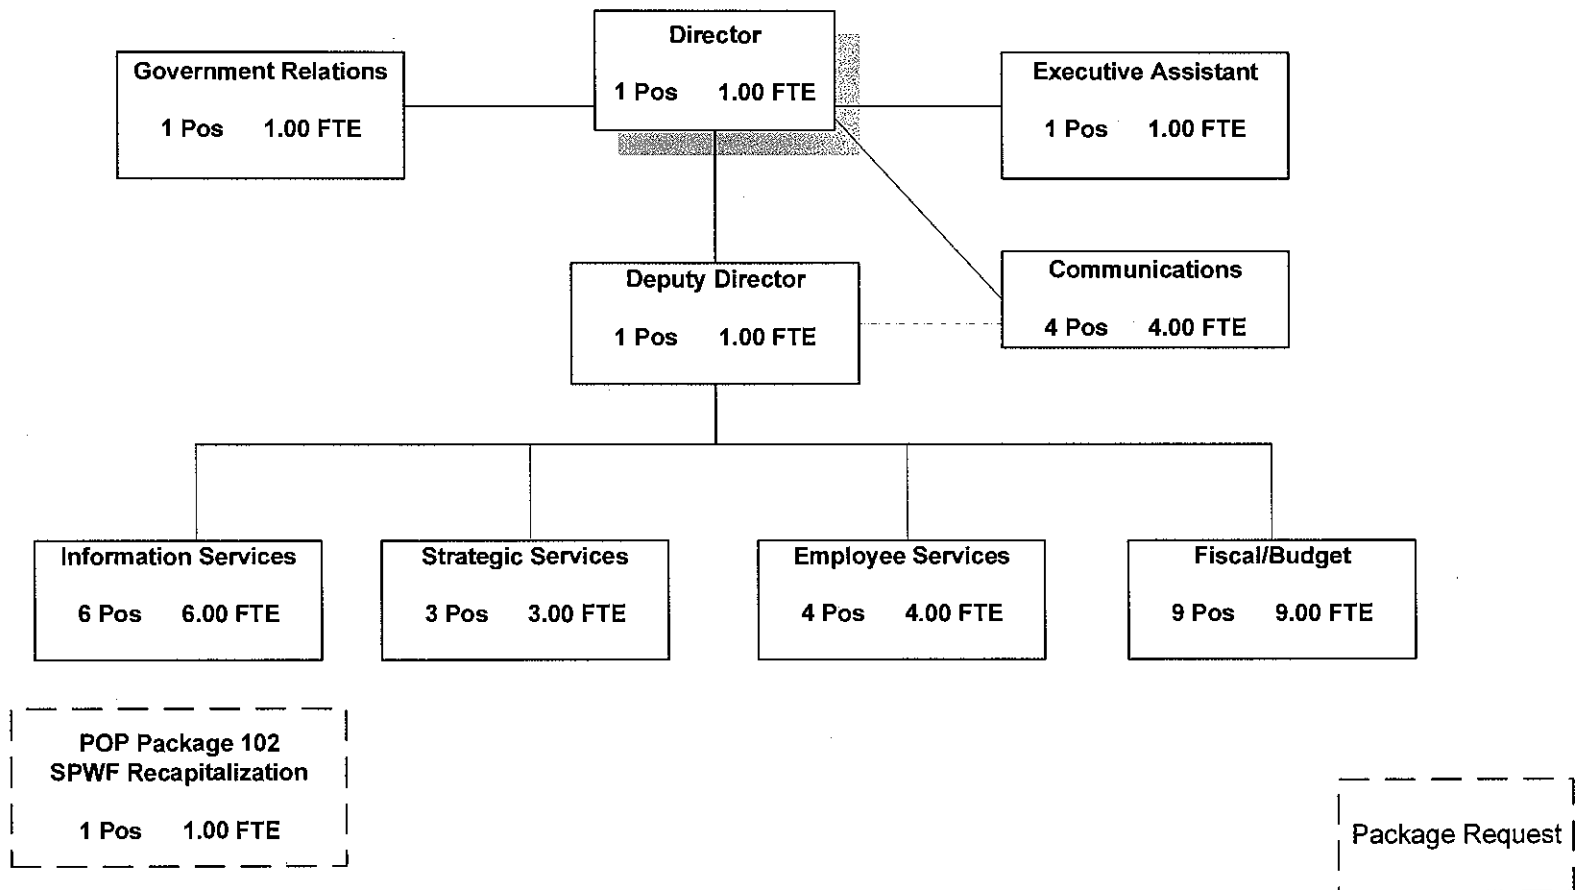 Director
1 Pos 1.00 FTE
Government Relations
1 Pos 1.00 FTE
Executive Assistant
1 Pos 1.00 FTE
Communications
4 Pos 4.00 FTE
Deputy Director
1 Pos 1.00 FTE
Information Services
6 Pos 6.00 FTE
Strategic Services
3 Pos 3.00 FTE
Employee Services
4 Pos 4.00 FTE
Fiscal/Budget
9 Pos 9.00 FTE
POP Package 102
SPWF Recapitalization
1 Pos 1.00 FTE
Package Request